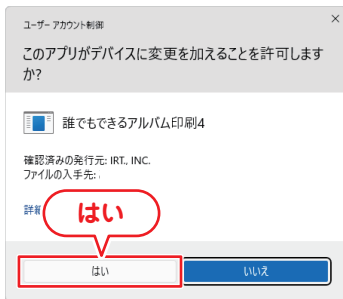 ユーザー アカウント制御
このアプリがデバイスに変更を加えることを許可します
か?
誰でもできるアルバム印刷4
確認済みの発行元: IRT., INC.
ファイルの入手先:
はい
はい
いいえ